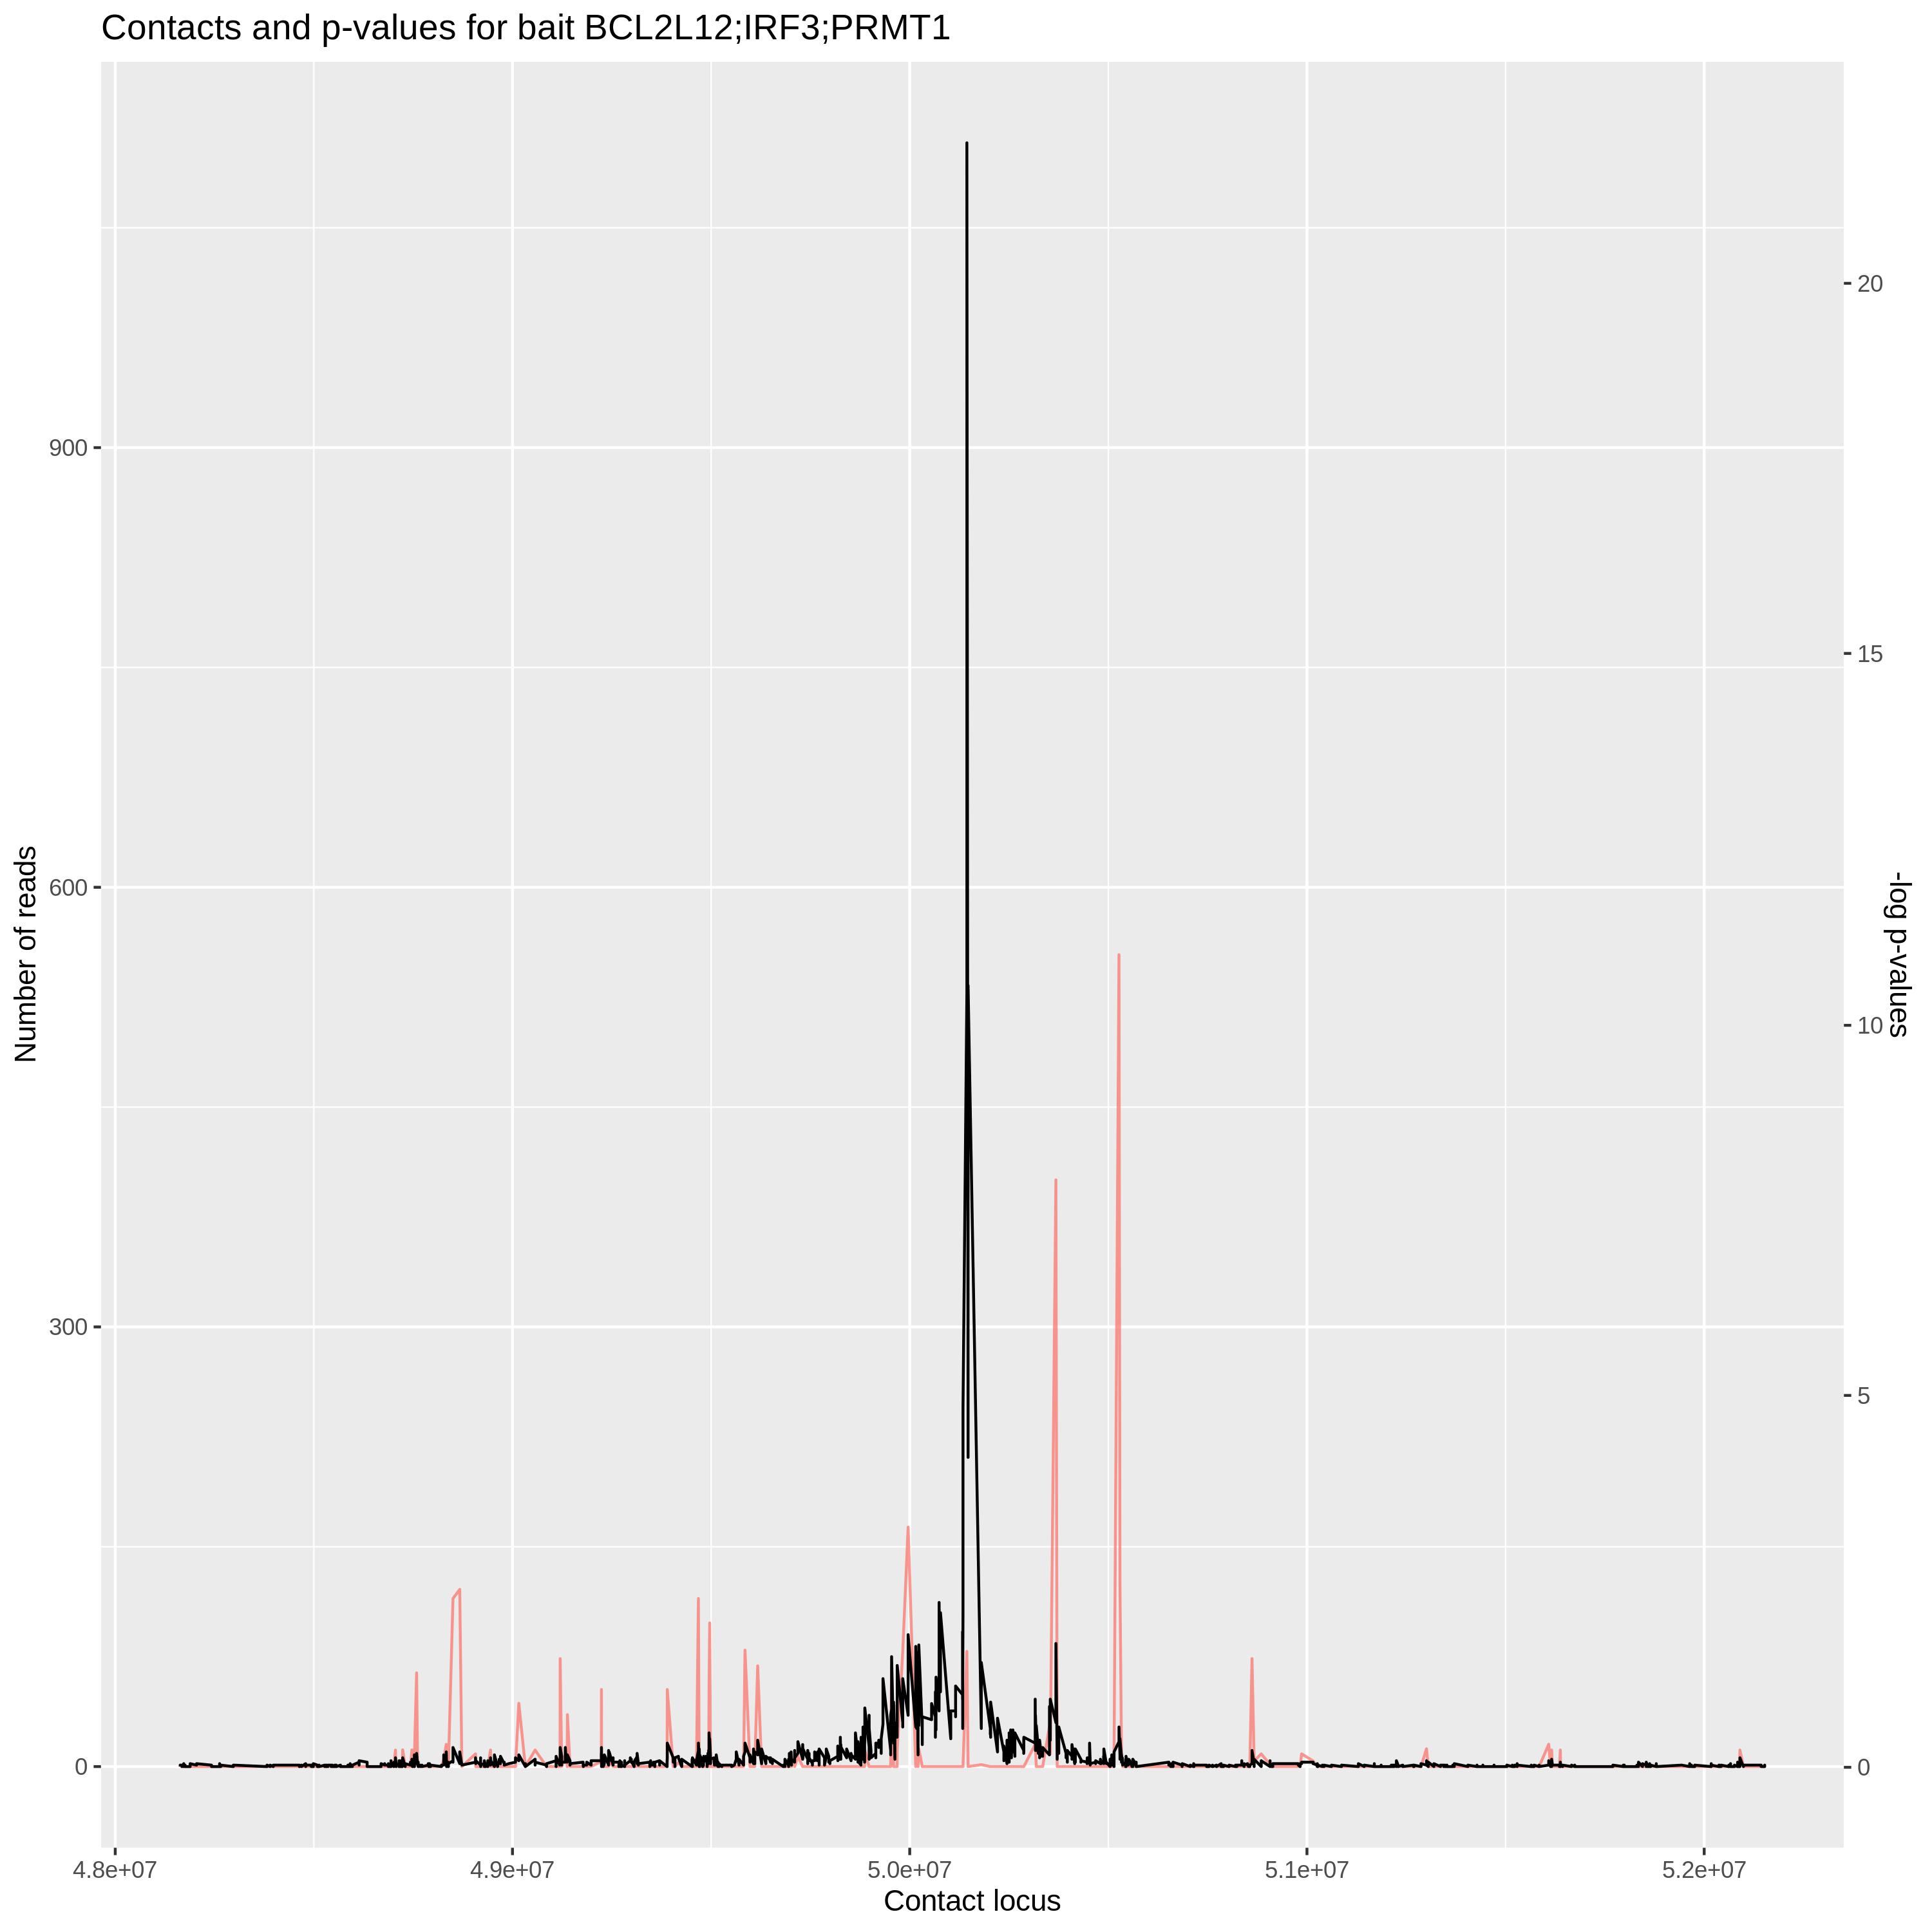 Contacts and p-values for bait BCL2L12;IRF3;PRMT1
Number of reads
900
600
300
0
20
15
10
5
0
-log p-values
4.8e+07 4.9e+07 5.0e+07 5.1e+07 5.2e+07
Contact locus